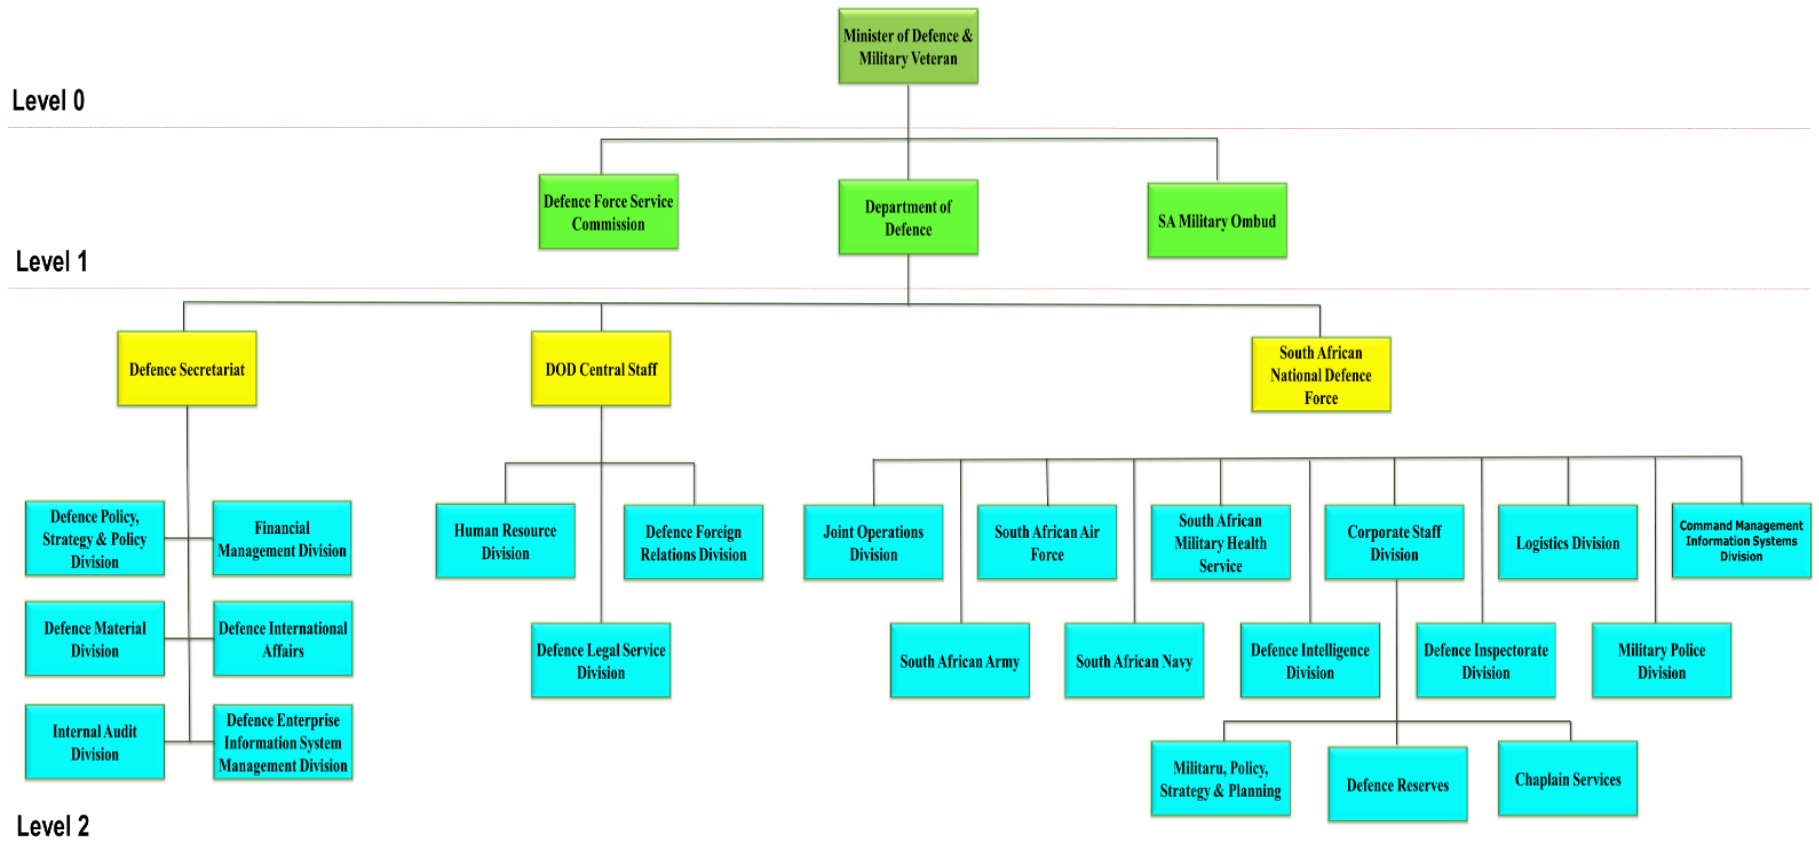 Minister of Defence &
Military Veteran
Level 0
Defence Force Service
Commission
Department of
Defence
SA Military Ombud
Level 1
Defence Secretariat
DOD Central Staff
South African
National Defence
Force
Defence Policy,
Strategy & Policy
Division
Financial
Management Division
Human Resource
Division
Defence Foreign
Relations Division
Joint Operations
Division
South African Air
Force
South African
Military Health
Service
Corporate Staff
Division
Logistics Division
Command Management
Information Systems
Division
Defence Material
Division
Defence International
Affairs
Defence Legal Service
Division
South African Army
South African Navy
Defence Intelligence
Division
Defence Inspectorate
Division
Military Police
Division
Internal Audit
Division
Defence Enterprise
Information System
Management Division
Militaru, Policy,
Strategy & Planning
Defence Reserves
Chaplain Services
Level 2